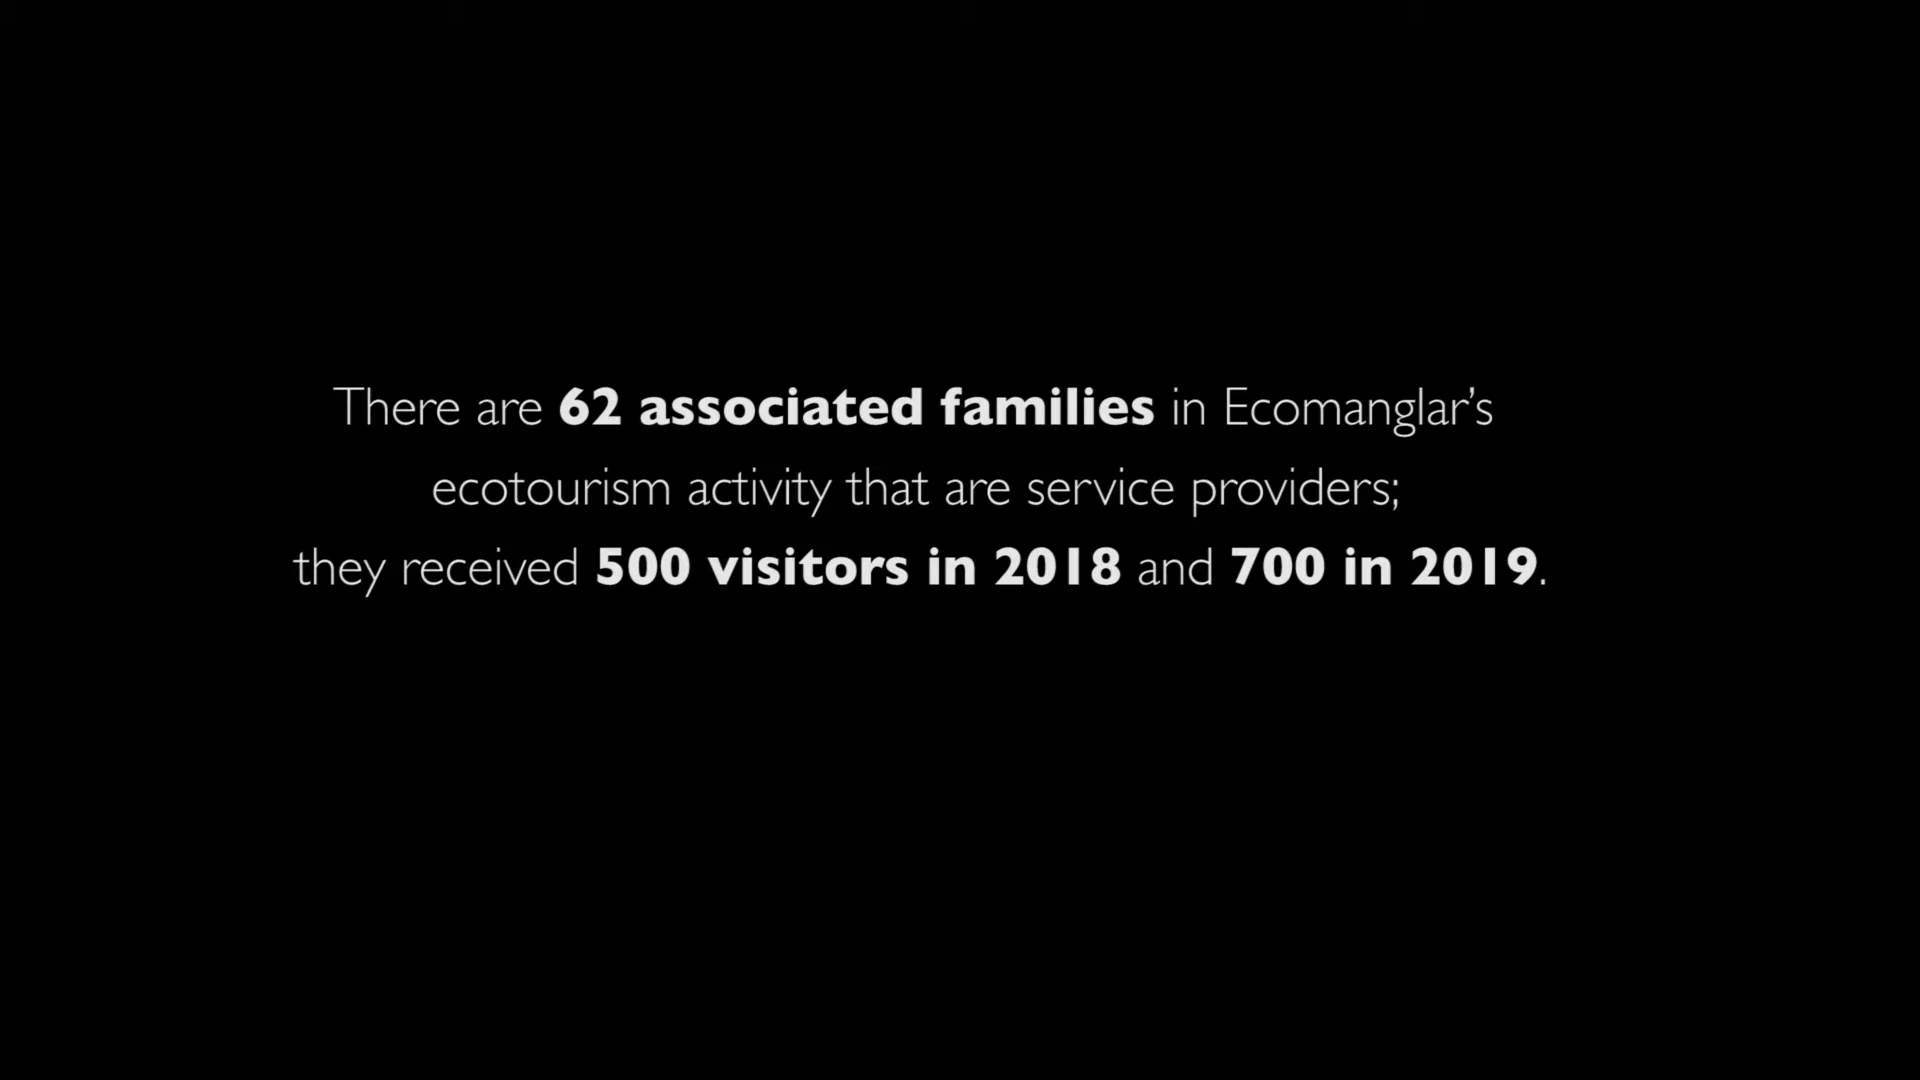 There are 62 associated families in Ecomanglar’s
ecotourism activity that are service providers;
they received 500 visitors in 2018 and 700 in 2019.